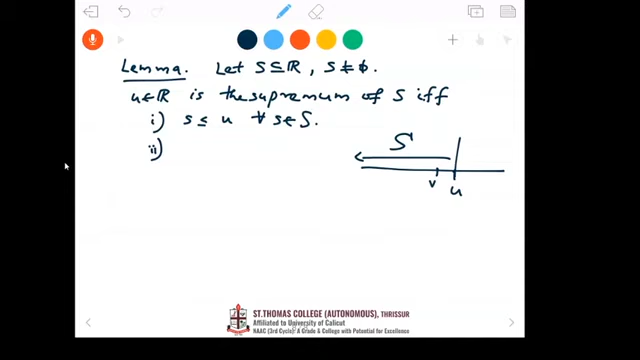 Lemma. Let S ⊆ ℝ, S ≠ ϕ.
u ∈ ℝ is the supremum of S iff
i) s ≤ u ∀ s ∈ S.
ii)
S
v
u
ST.THOMAS COLLEGE (AUTONOMOUS), THRISSUR
Affiliated to University of Calicut
NAAC (3rd Cycle): A Grade & College with Potential for Excellence